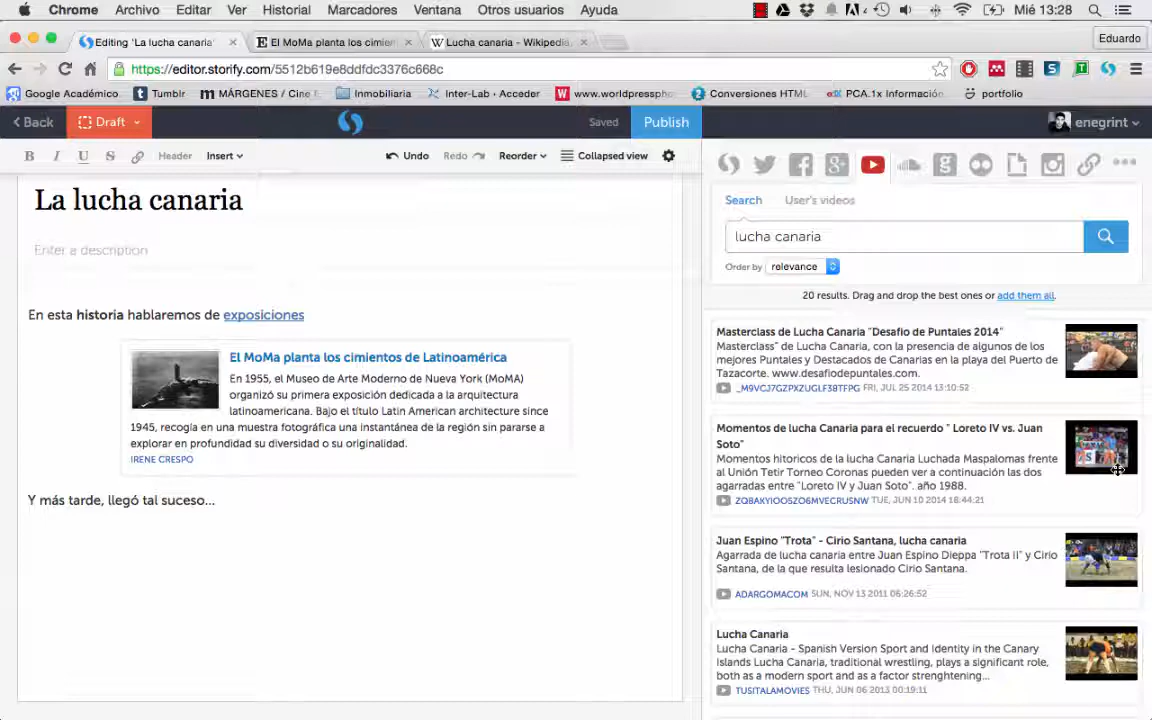 Chrome Archivo Editar Ver Historial Marcadores Ventana Otros usuarios Ayuda
Mié 13:28
Editing 'La lucha canaria'
El MoMa planta los cimien
Lucha canaria - Wikipedia,
Eduardo
https://editor.storify.com/5512b619e8ddfdc3376c668c
Google Académico
Tumblr
MÁRGENES / Cine E
Inmobiliaria
Inter-Lab · Acceder
www.worldpresspho
Conversiones HTML
PCA.1x Informació
portfolio
Back
Draft
Saved
Publish
enegrint
B I U S
Header
Insert
Undo
Redo
Reorder
Collapsed view
La lucha canaria
Enter a description
En esta historia hablaremos de exposiciones
El MoMa planta los cimientos de Latinoamérica
En 1955, el Museo de Arte Moderno de Nueva York (MoMA)
organizó su primera exposición dedicada a la arquitectura
latinoamericana. Bajo el título Latin American architecture since
1945, recogía en una muestra fotográfica una instantánea de la región sin pararse a
explorar en profundidad su diversidad o su originalidad.
IRENE CRESPO
Y más tarde, llegó tal suceso...
Search
User's videos
lucha canaria
Order by relevance
20 results. Drag and drop the best ones or add them all.
Masterclass de Lucha Canaria "Desafio de Puntales 2014"
Masterclass" de Lucha Canaria, con la presencia de algunos de los
mejores Puntales y Destacados de Canarias en la playa del Puerto de
Tazacorte. www.desafiodepuntales.com.
_M9VCJ7GZPXZUGLF38TFPG FRI, JUL 25 2014 13:10:52
Momentos de lucha Canaria para el recuerdo " Loreto IV vs. Juan
Soto"
Momentos hitoricos de la lucha Canaria Luchada Maspalomas frente
al Unión Tetir Torneo Coronas pueden ver a continuación las dos
agarradas entre "Loreto IV y Juan Soto". año 1988.
ZQ8AKYIOO5ZO6MVECRUSNW TUE, JUN 10 2014 18:44:21
Juan Espino "Trota" - Cirio Santana, lucha canaria
Agarrada de lucha canaria entre Juan Espino Dieppa "Trota ii" y Cirio
Santana, de la que resulta lesionado Cirio Santana.
ADARGOMACOM SUN, NOV 13 2011 06:26:52
Lucha Canaria
Lucha Canaria - Spanish Version Sport and Identity in the Canary
Islands Lucha Canaria, traditional wrestling, plays a significant role,
both as a modern sport and as a factor strenghtening...
TUSITALAMOVIES THU, JUN 06 2013 00:19:11